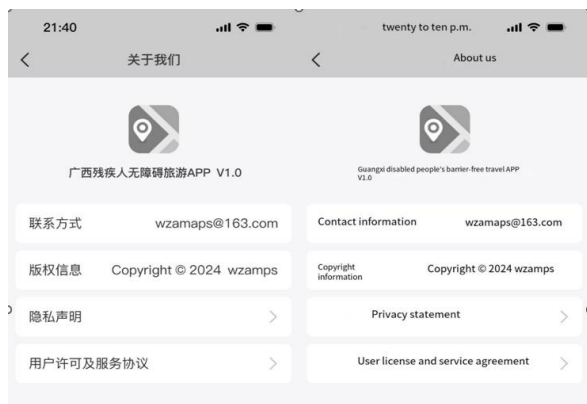 21:40
关于我们
广西残疾人无障碍旅游APP V1.0
联系方式 wzamaps@163.com
版权信息 Copyright © 2024 wzamps
隐私声明
用户许可及服务协议
twenty to ten p.m.
About us
Guangxi disabled people's barrier-free travel APP
V1.0
Contact information wzamaps@163.com
Copyright
information Copyright © 2024 wzamps
Privacy statement
User license and service agreement